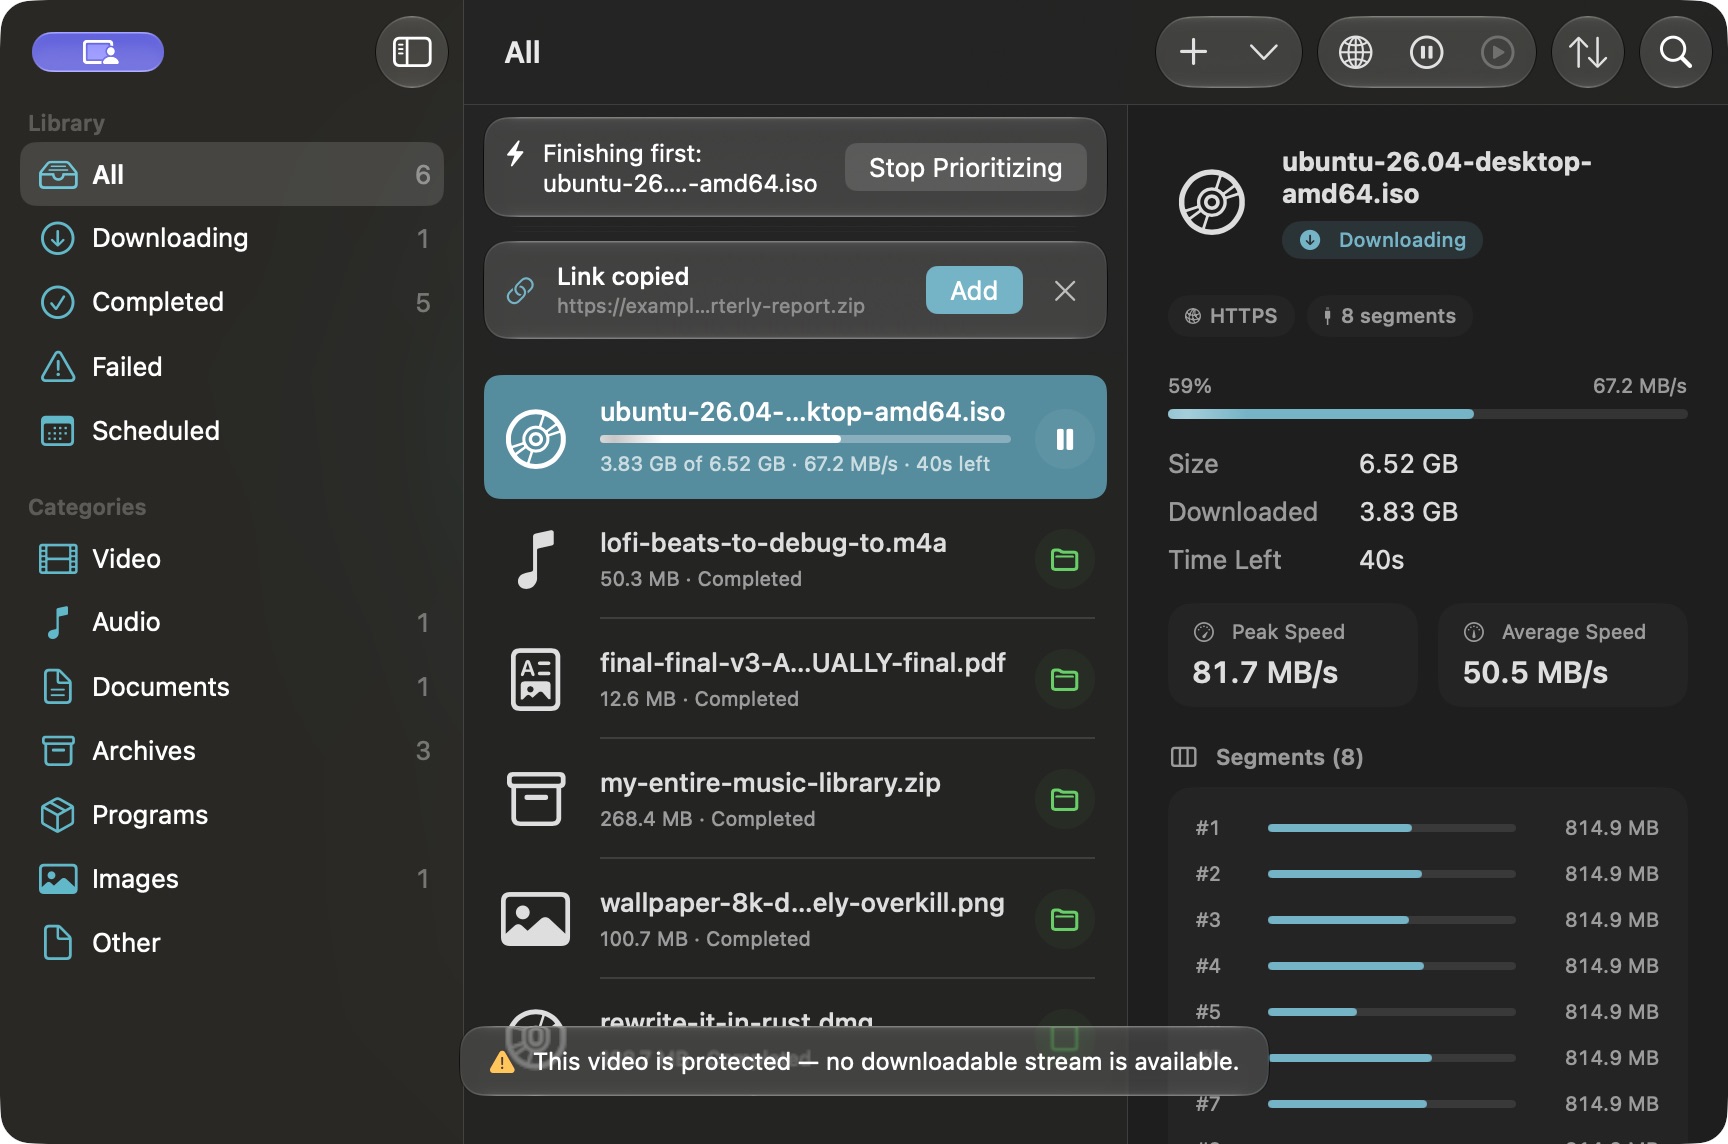 Library
All 6
Downloading 1
Completed 5
Failed
Scheduled
Categories
Video
Audio 1
Documents 1
Archives 3
Programs
Images 1
Other
All
Finishing first:
ubuntu-26....-amd64.iso
Stop Prioritizing
Link copied
https://exampl...rterly-report.zip
Add
ubuntu-26.04-...ktop-amd64.iso
3.83 GB of 6.52 GB · 67.2 MB/s · 40s left
lofi-beats-to-debug-to.m4a
50.3 MB · Completed
final-final-v3-A...UALLY-final.pdf
12.6 MB · Completed
my-entire-music-library.zip
268.4 MB · Completed
wallpaper-8k-d...ely-overkill.png
100.7 MB · Completed
rewrite-it-in-rust.dmg
This video is protected — no downloadable stream is available.
ubuntu-26.04-desktop-
amd64.iso
Downloading
HTTPS
8 segments
59% 67.2 MB/s
Size 6.52 GB
Downloaded 3.83 GB
Time Left 40s
Peak Speed
81.7 MB/s
Average Speed
50.5 MB/s
Segments (8)
#1 814.9 MB
#2 814.9 MB
#3 814.9 MB
#4 814.9 MB
#5 814.9 MB
814.9 MB
#7 814.9 MB